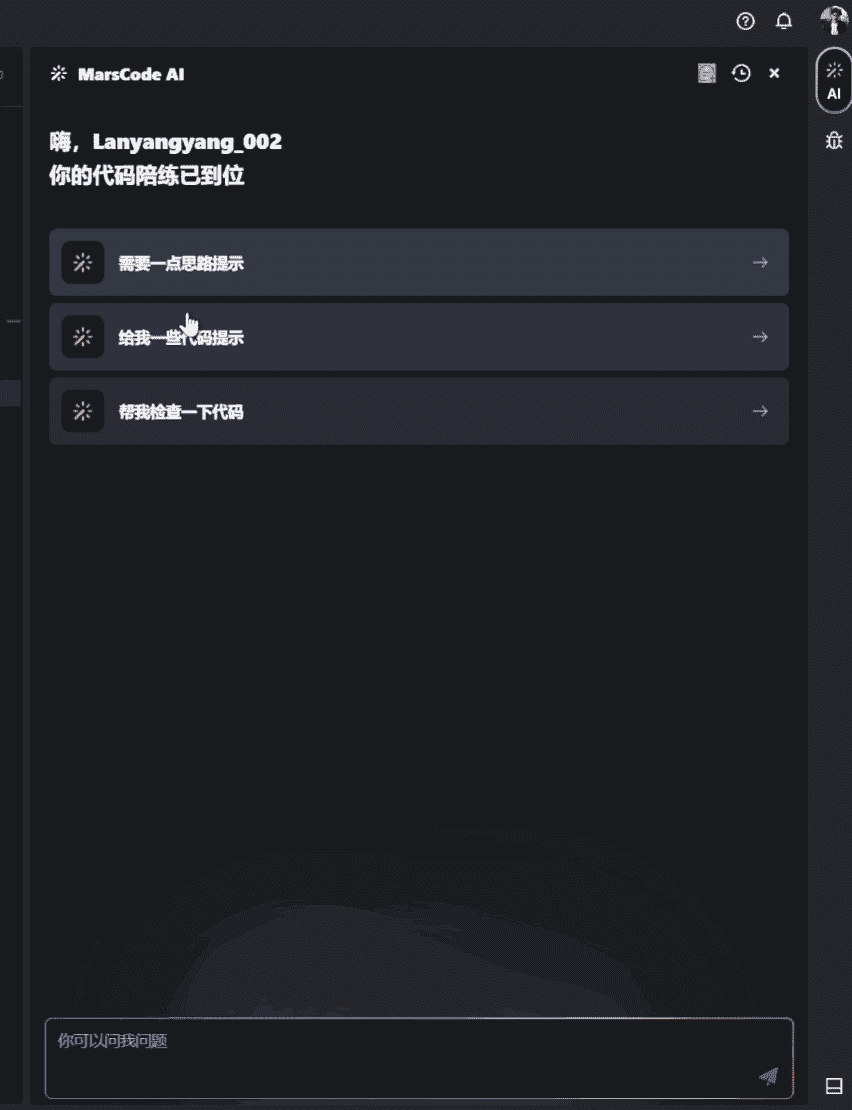 MarsCode AI
AI
嗨，Lanyangyang_002
你的代码陪练已到位
需要一点思路提示
给我一些代码提示
帮我检查一下代码
你可以问我问题